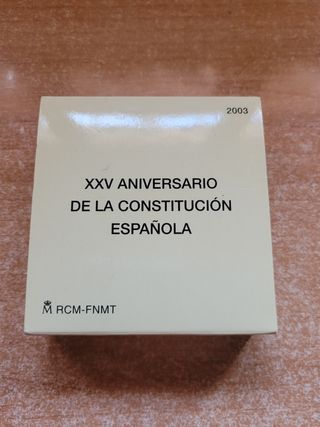 2003
XXV ANIVERSARIO
DE LA CONSTITUCIÓN
ESPAÑOLA
M RCM-FNMT